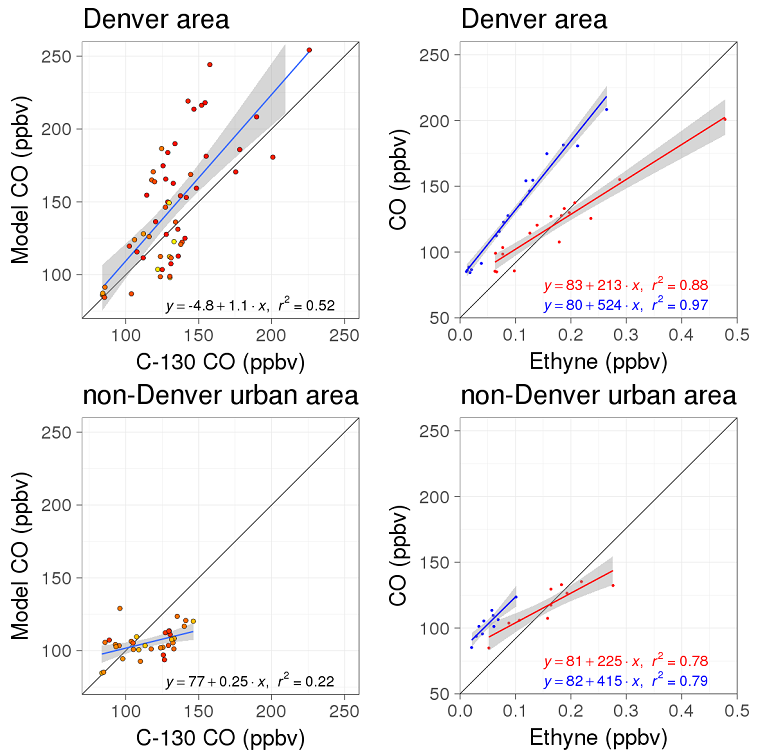 Denver area
Model CO (ppbv)
250
200
150
100
y = -4.8 + 1.1 · x, r² = 0.52
100 150 200 250
C-130 CO (ppbv)
Denver area
CO (ppbv)
250
200
150
100
50
y = 83 + 213 · x, r² = 0.88
y = 80 + 524 · x, r² = 0.97
0.0 0.1 0.2 0.3 0.4 0.5
Ethyne (ppbv)
non-Denver urban area
Model CO (ppbv)
250
200
150
100
y = 77 + 0.25 · x, r² = 0.22
100 150 200 250
C-130 CO (ppbv)
non-Denver urban area
CO (ppbv)
250
200
150
100
50
y = 81 + 225 · x, r² = 0.78
y = 82 + 415 · x, r² = 0.79
0.0 0.1 0.2 0.3 0.4 0.5
Ethyne (ppbv)